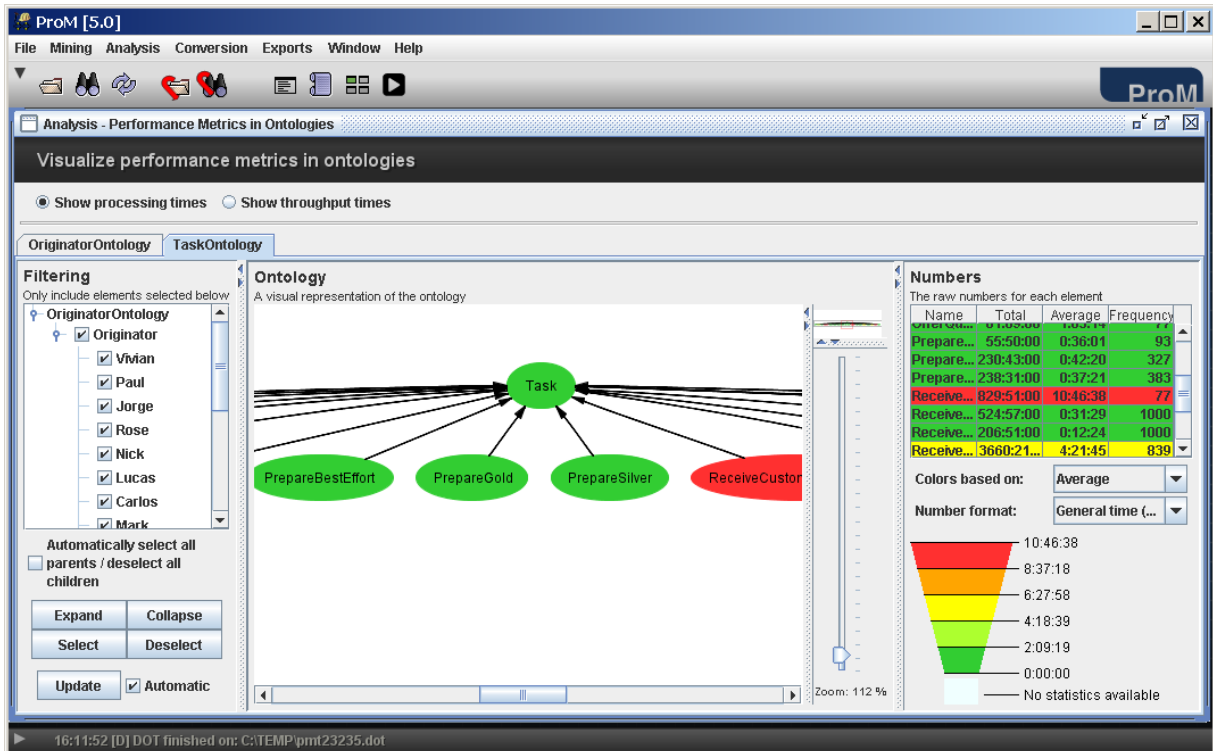 ProM [5.0]
File Mining Analysis Conversion Exports Window Help
ProM
Analysis - Performance Metrics in Ontologies
Visualize performance metrics in ontologies
Show processing times Show throughput times
OriginatorOntology TaskOntology
Filtering
Only include elements selected below
OriginatorOntology
Originator
Vivian
Paul
Jorge
Rose
Nick
Lucas
Carlos
Mark
Automatically select all
parents / deselect all
children
Expand Collapse
Select Deselect
Update Automatic
Ontology
A visual representation of the ontology
Task
PrepareBestEffort PrepareGold PrepareSilver ReceiveCustor
Zoom: 112 %
Numbers
The raw numbers for each element
Name Total Average Frequency
Prepare... 55:50:00 0:36:01 93
Prepare... 230:43:00 0:42:20 327
Prepare... 238:31:00 0:37:21 383
Receive... 829:51:00 10:46:38 77
Receive... 524:57:00 0:31:29 1000
Receive... 206:51:00 0:12:24 1000
Receive... 3660:21... 4:21:45 839
Colors based on: Average
Number format: General time (...
10:46:38
8:37:18
6:27:58
4:18:39
2:09:19
0:00:00
No statistics available
16:11:52 [D] DOT finished on: C:\TEMP\pmt23235.dot